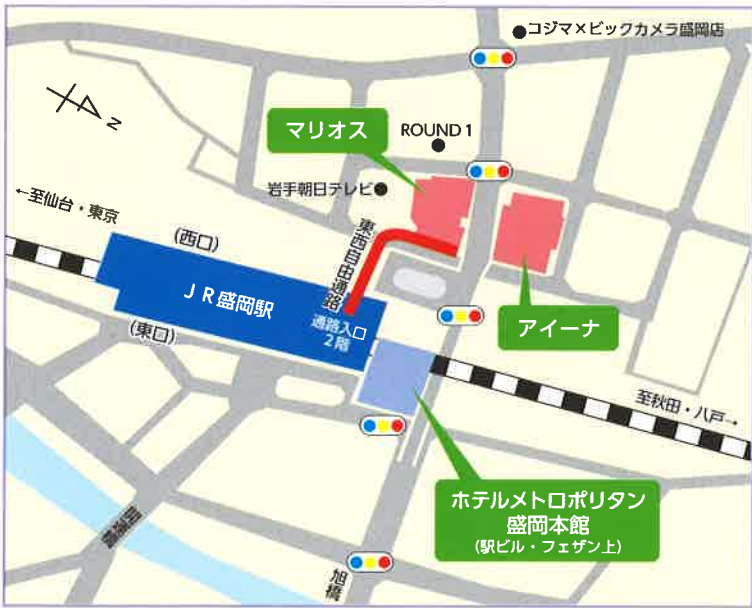 コジマ×ビックカメラ盛岡店
マリオス
ROUND1
N
岩手朝日テレビ
←至仙台・東京
(西口)
東西自由通路
JR盛岡駅
通路入口
2階
アイーナ
(東口)
至秋田・八戸→
ホテルメトロポリタン
盛岡本館
(駅ビル・フェザン上)
開運橋
旭橋